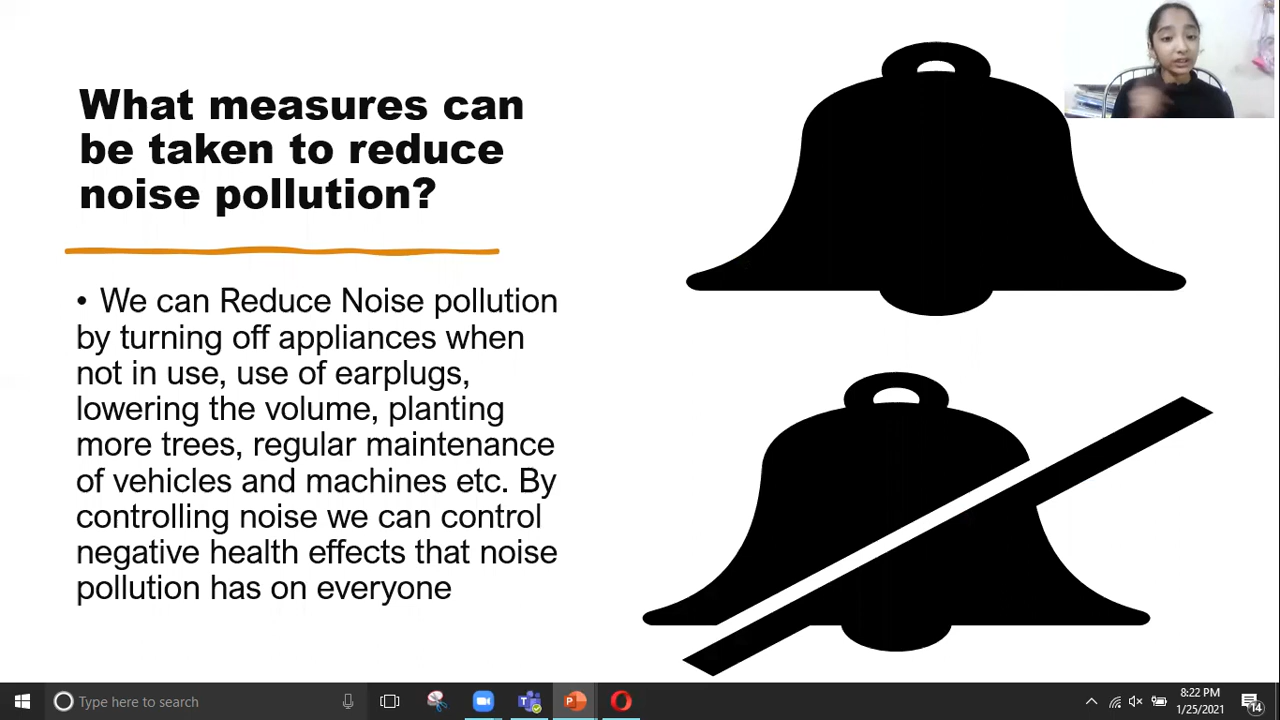 What measures can
be taken to reduce
noise pollution?
• We can Reduce Noise pollution
by turning off appliances when
not in use, use of earplugs,
lowering the volume, planting
more trees, regular maintenance
of vehicles and machines etc. By
controlling noise we can control
negative health effects that noise
pollution has on everyone
Type here to search
8:22 PM
1/25/2021
14